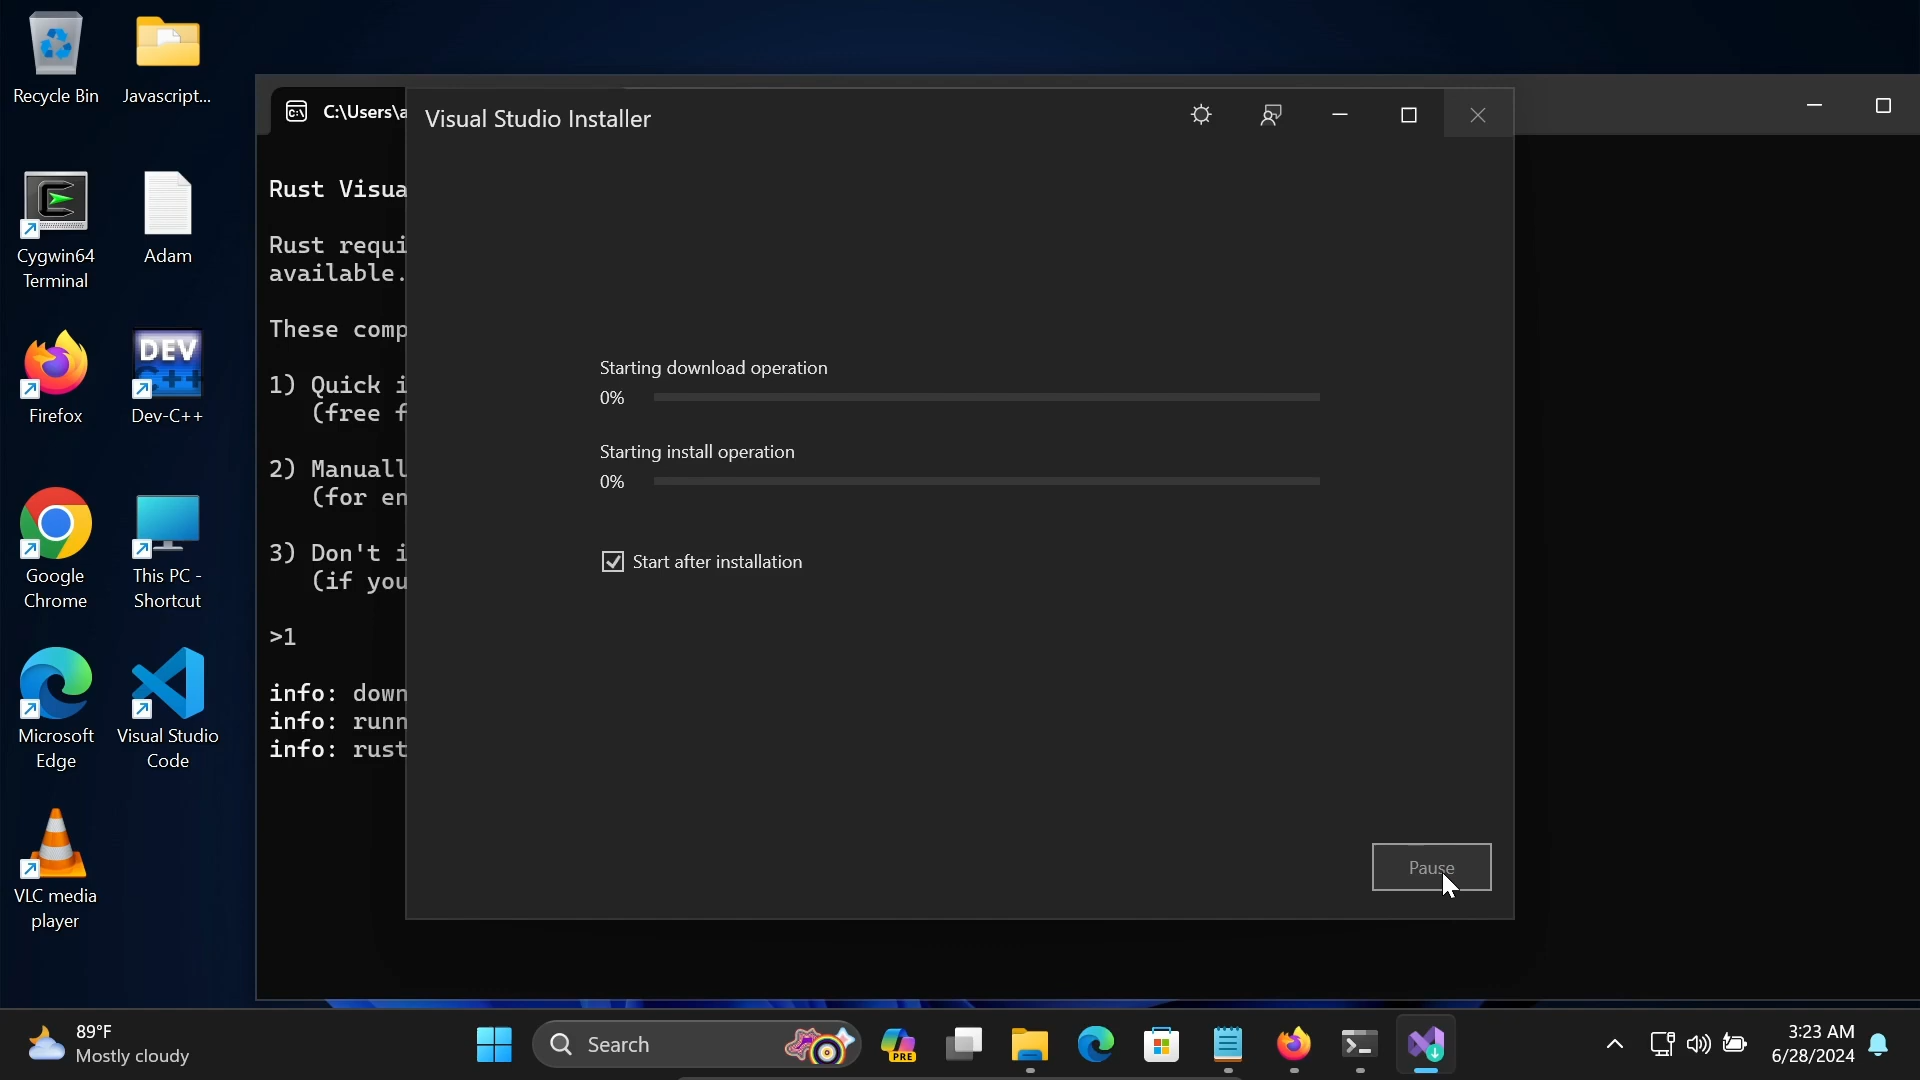 Recycle Bin
Javascript...
Cygwin64
Terminal
Adam
Firefox
DEV
C++
Dev-C++
Google
Chrome
This PC -
Shortcut
Microsoft
Edge
Visual Studio
Code
VLC media
player
C:\Users\a
Rust Visua
Rust requi
available.
These comp
1) Quick i
(free f
2) Manuall
(for en
3) Don't i
(if you
>1
info: down
info: runn
info: rust
Visual Studio Installer
Starting download operation
0%
Starting install operation
0%
Start after installation
Pause
89°F
Mostly cloudy
Search
PRE
3:23 AM
6/28/2024